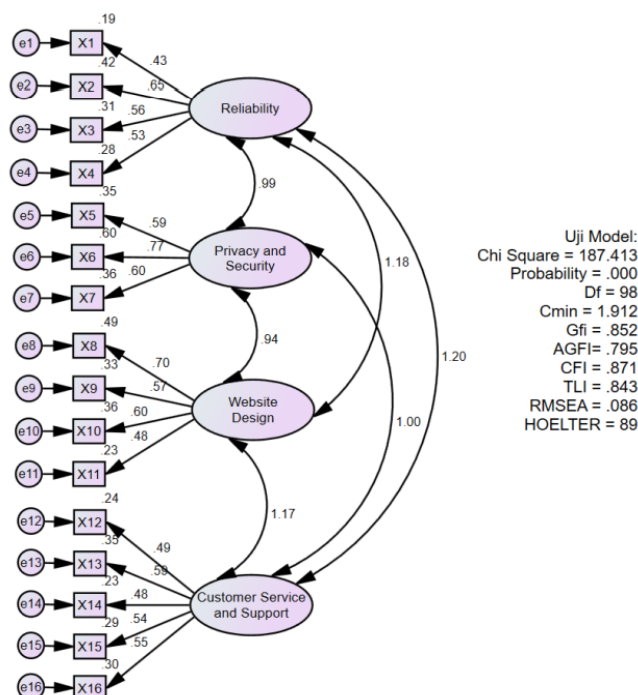 .19
e1 X1
.43
.42
e2 X2
.65
.31
e3 X3
.56
Reliability
.53
.28
e4 X4
.35
.99
e5 X5
.59
.60
e6 X6
.77
Privacy and
Security
.36
.60
e7 X7
1.18
.49
e8 X8
.94
.70
.33
e9 X9
.57
.36
e10 X10
.60
Website
Design
.48
.23
e11 X11
1.20
1.00
.24
e12 X12
1.17
.49
.35
e13 X13
.59
.23
e14 X14
.48
Customer Service
and Support
.29
.54
e15 X15
.55
.30
e16 X16
Uji Model:
Chi Square = 187.413
Probability = .000
Df = 98
Cmin = 1.912
Gfi = .852
AGFI= .795
CFI = .871
TLI = .843
RMSEA = .086
HOELTER = 89